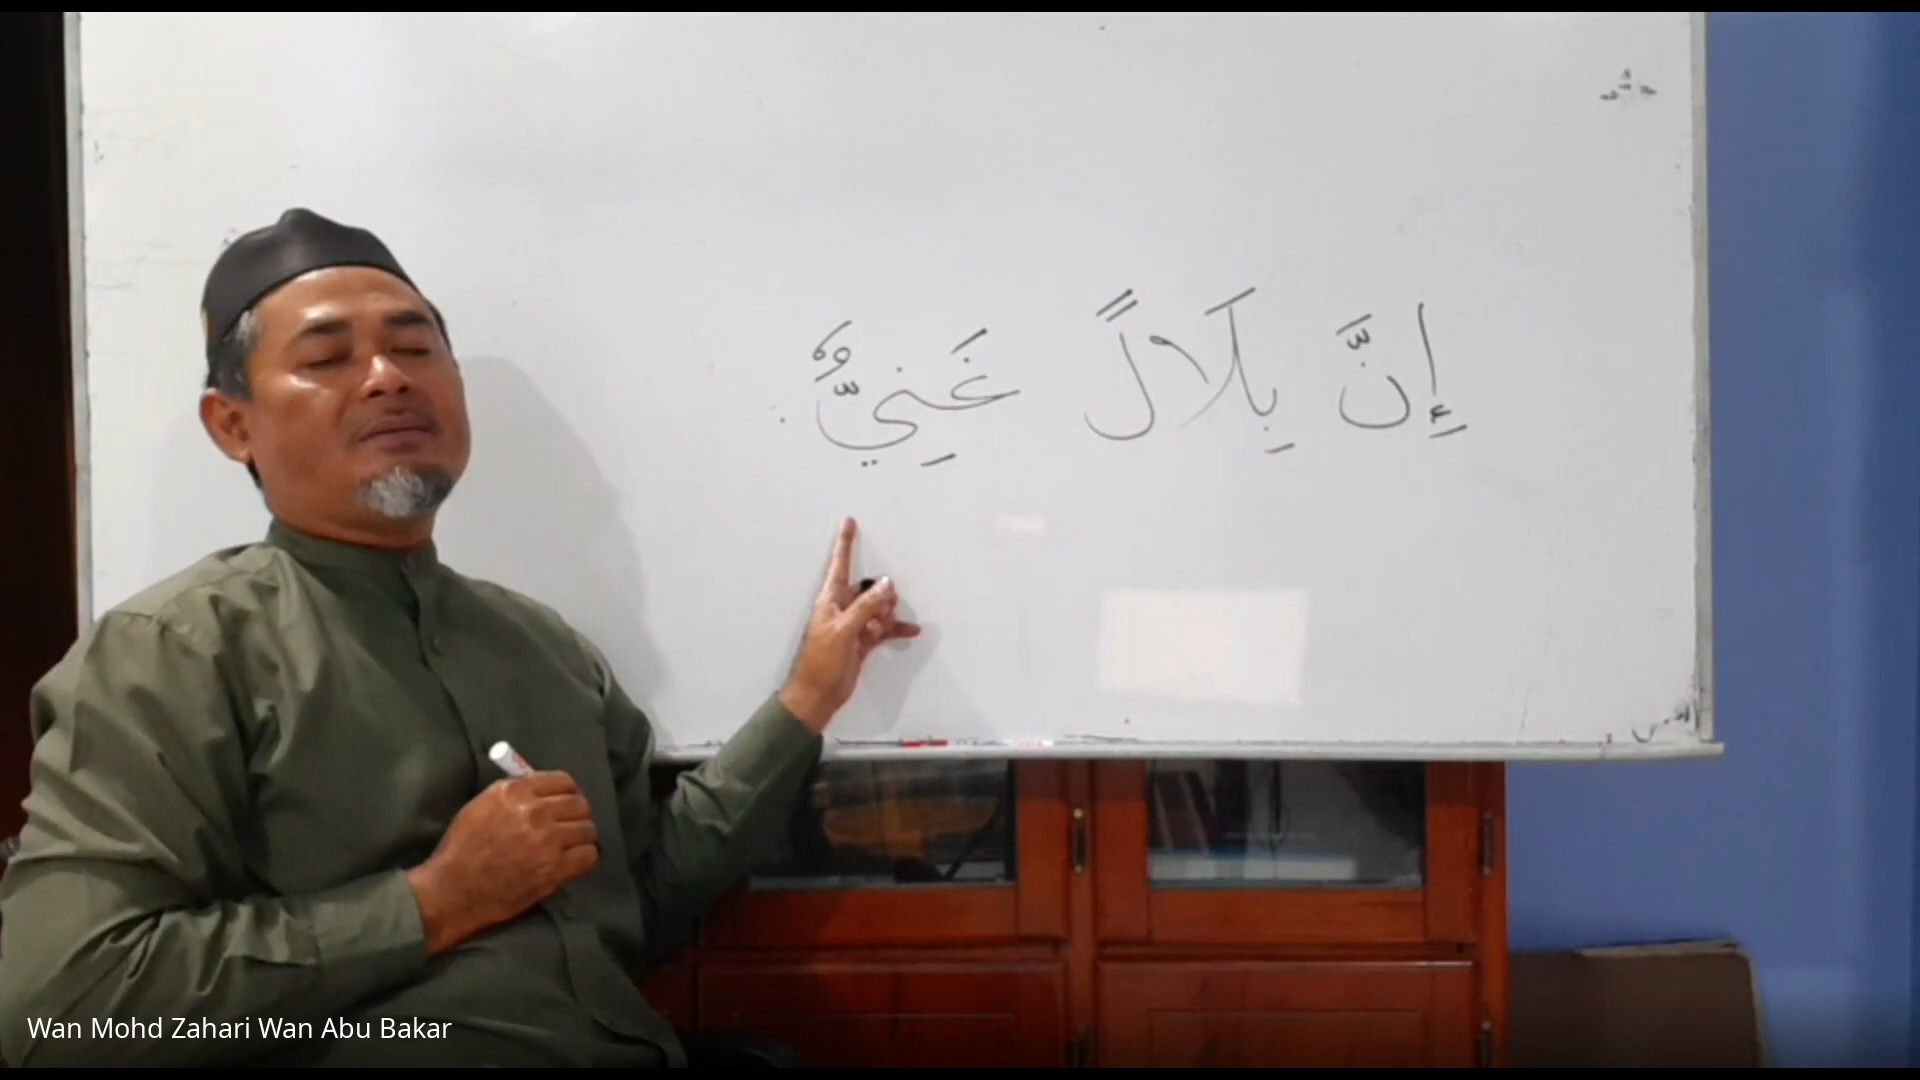 إِنَّ بِلَالً غَنِيٌّ.
Wan Mohd Zahari Wan Abu Bakar